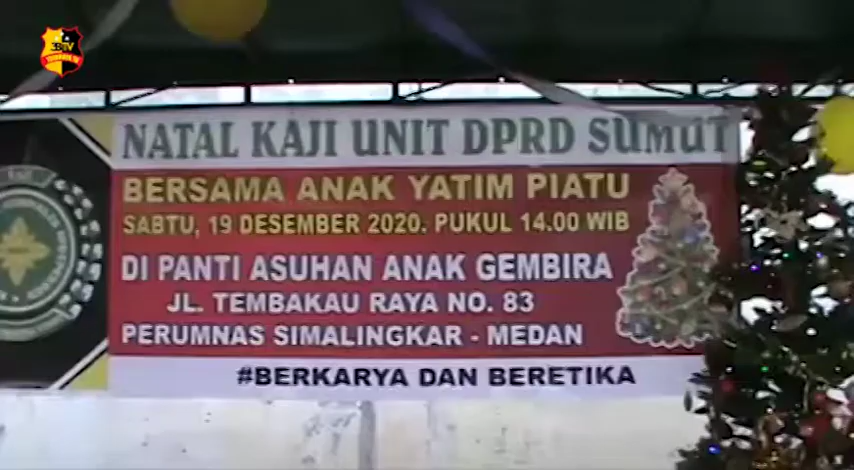 NATAL KAJI UNIT DPRD SUMUT
BERSAMA ANAK YATIM PIATU
SABTU, 19 DESEMBER 2020. PUKUL 14.00 WIB
DI PANTI ASUHAN ANAK GEMBIRA
JL. TEMBAKAU RAYA NO. 83
PERUMNAS SIMALINGKAR - MEDAN
#BERKARYA DAN BERETIKA